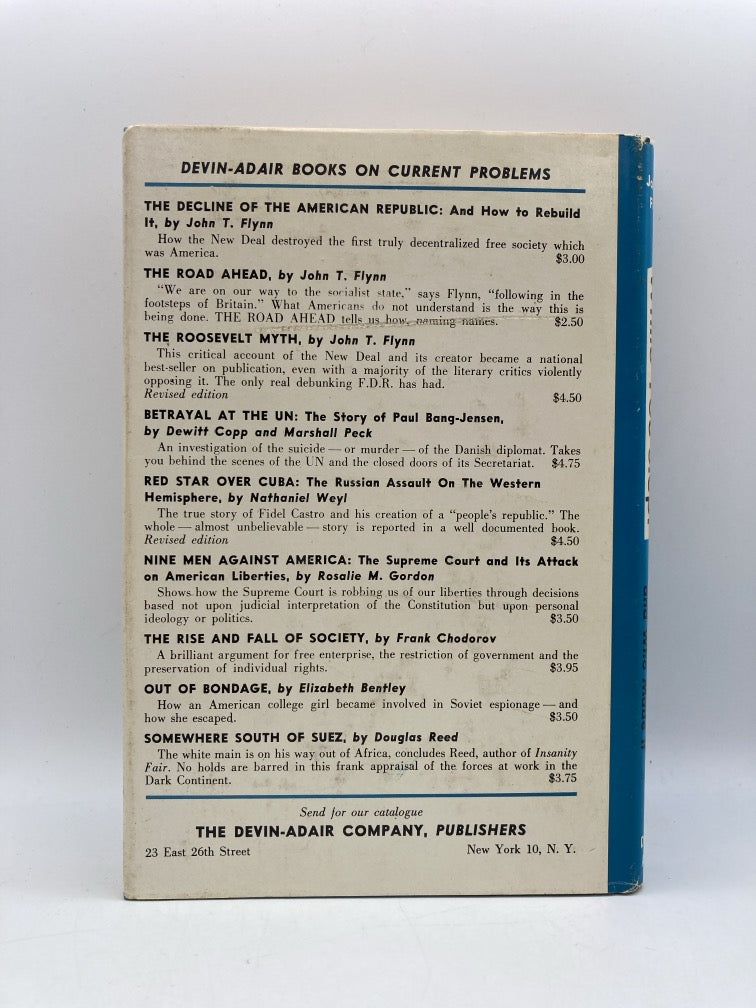 DEVIN-ADAIR BOOKS ON CURRENT PROBLEMS
THE DECLINE OF THE AMERICAN REPUBLIC: And How to Rebuild
It, by John T. Flynn
How the New Deal destroyed the first truly decentralized free society which
was America. $3.00
THE ROAD AHEAD, by John T. Flynn
"We are on our way to the socialist state," says Flynn, "following in the
footsteps of Britain." What Americans do not understand is the way this is
being done. THE ROAD AHEAD tells us how, naming names. $2.50
THE ROOSEVELT MYTH, by John T. Flynn
This critical account of the New Deal and its creator became a national
best-seller on publication, even with a majority of the literary critics violently
opposing it. The only real debunking F.D.R. has had.
Revised edition $4.50
BETRAYAL AT THE UN: The Story of Paul Bang-Jensen,
by Dewitt Copp and Marshall Peck
An investigation of the suicide — or murder — of the Danish diplomat. Takes
you behind the scenes of the UN and the closed doors of its Secretariat. $4.75
RED STAR OVER CUBA: The Russian Assault On The Western
Hemisphere, by Nathaniel Weyl
The true story of Fidel Castro and his creation of a "people's republic." The
whole — almost unbelievable — story is reported in a well documented book.
Revised edition $4.50
NINE MEN AGAINST AMERICA: The Supreme Court and Its Attack
on American Liberties, by Rosalie M. Gordon
Shows how the Supreme Court is robbing us of our liberties through decisions
based not upon judicial interpretation of the Constitution but upon personal
ideology or politics. $3.50
THE RISE AND FALL OF SOCIETY, by Frank Chodorov
A brilliant argument for free enterprise, the restriction of government and the
preservation of individual rights. $3.95
OUT OF BONDAGE, by Elizabeth Bentley
How an American college girl became involved in Soviet espionage — and
how she escaped. $3.50
SOMEWHERE SOUTH OF SUEZ, by Douglas Reed
The white main is on his way out of Africa, concludes Reed, author of Insanity
Fair. No holds are barred in this frank appraisal of the forces at work in the
Dark Continent. $3.75
Send for our catalogue
THE DEVIN-ADAIR COMPANY, PUBLISHERS
23 East 26th Street New York 10, N. Y.